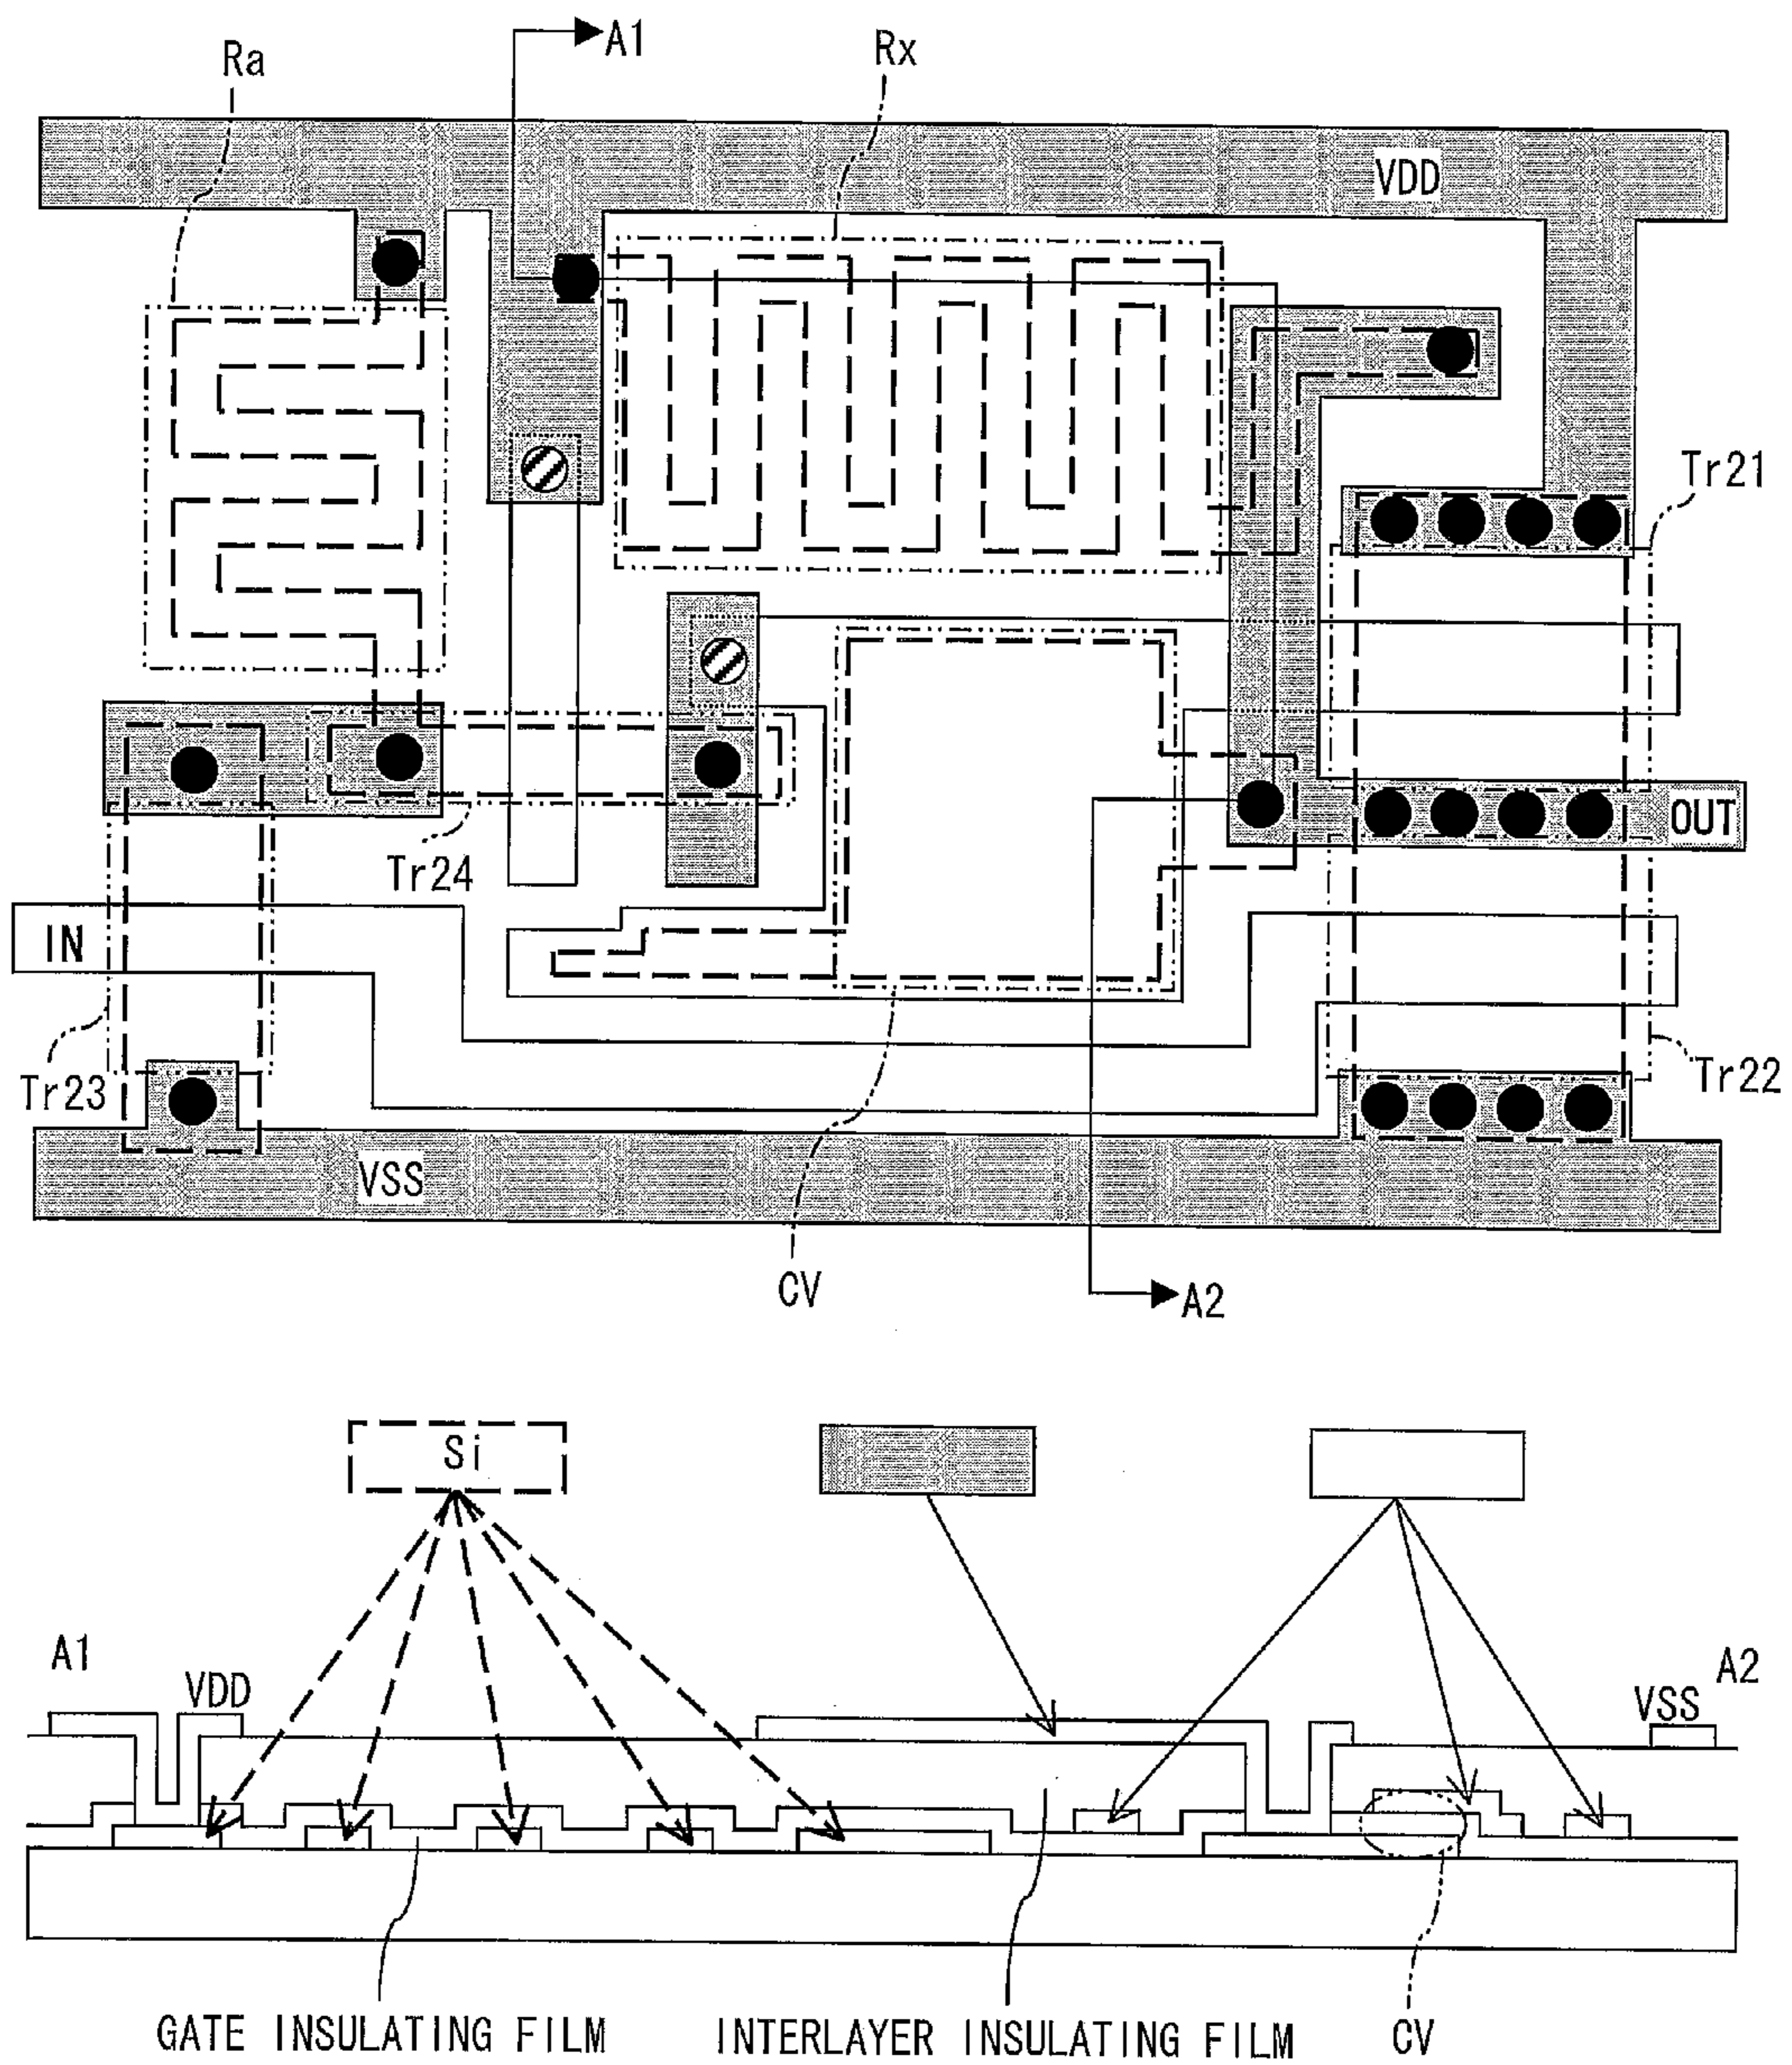 A1
Ra
Rx
VDD
Tr21
OUT
Tr24
IN
Tr23
Tr22
VSS
CV
A2
Si
A1
VDD
VSS
A2
GATE INSULATING FILM
INTERLAYER INSULATING FILM
CV